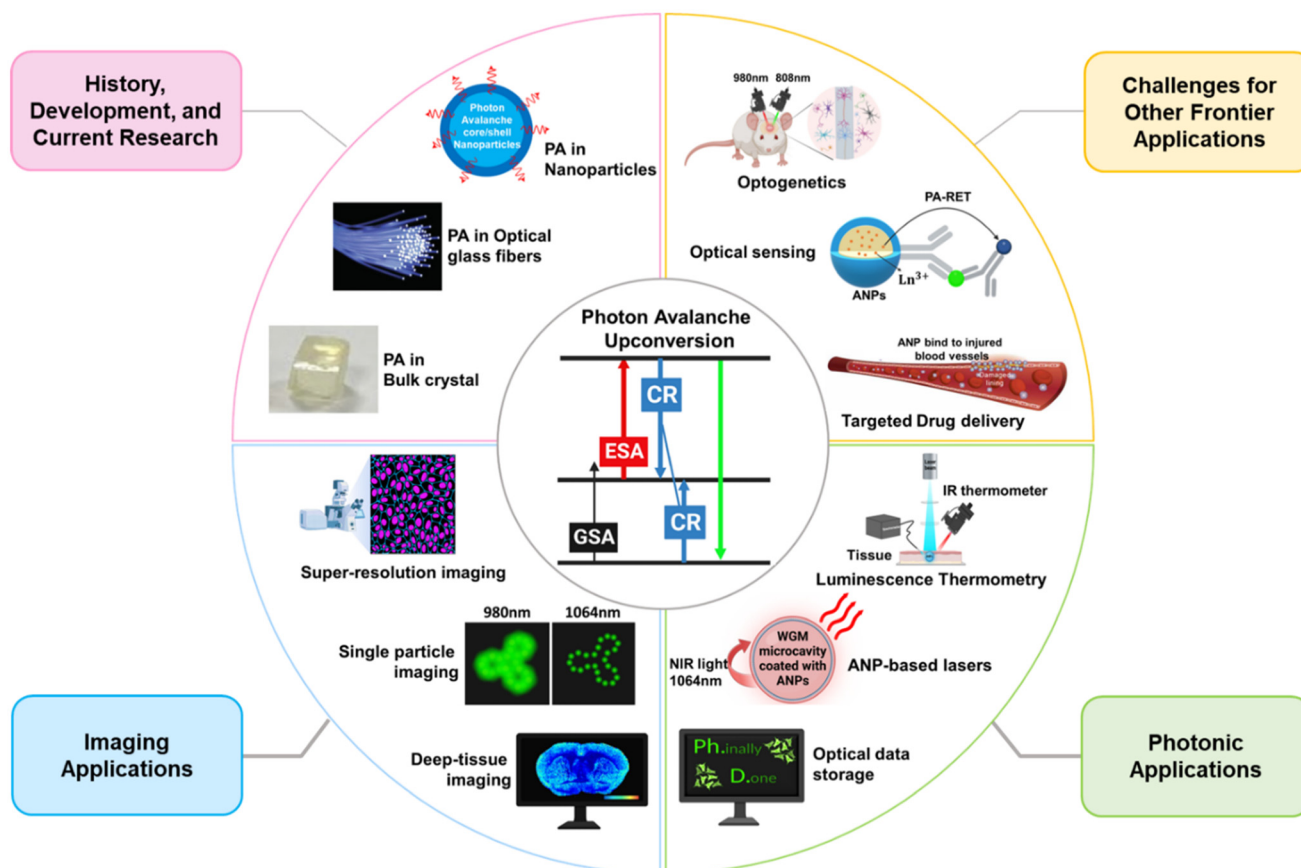 History,
Development, and
Current Research
Photon
Avalanche
core/shell
Nanoparticles
PA in
Nanoparticles
PA in Optical
glass fibers
PA in
Bulk crystal
980nm 808nm
Optogenetics
PA-RET
Optical sensing
Ln³⁺
ANPs
ANP bind to injured
blood vessels
Damaged
lining
Targeted Drug delivery
Challenges for
Other Frontier
Applications
Photon Avalanche
Upconversion
CR
ESA
CR
GSA
Super-resolution imaging
980nm 1064nm
Single particle
imaging
Deep-tissue
imaging
Imaging
Applications
Laser
beam
IR thermometer
Tissue
Luminescence Thermometry
NIR light
1064nm
WGM
microcavity
coated with
ANPs
ANP-based lasers
Ph.inally
D.one
Optical data
storage
Photonic
Applications